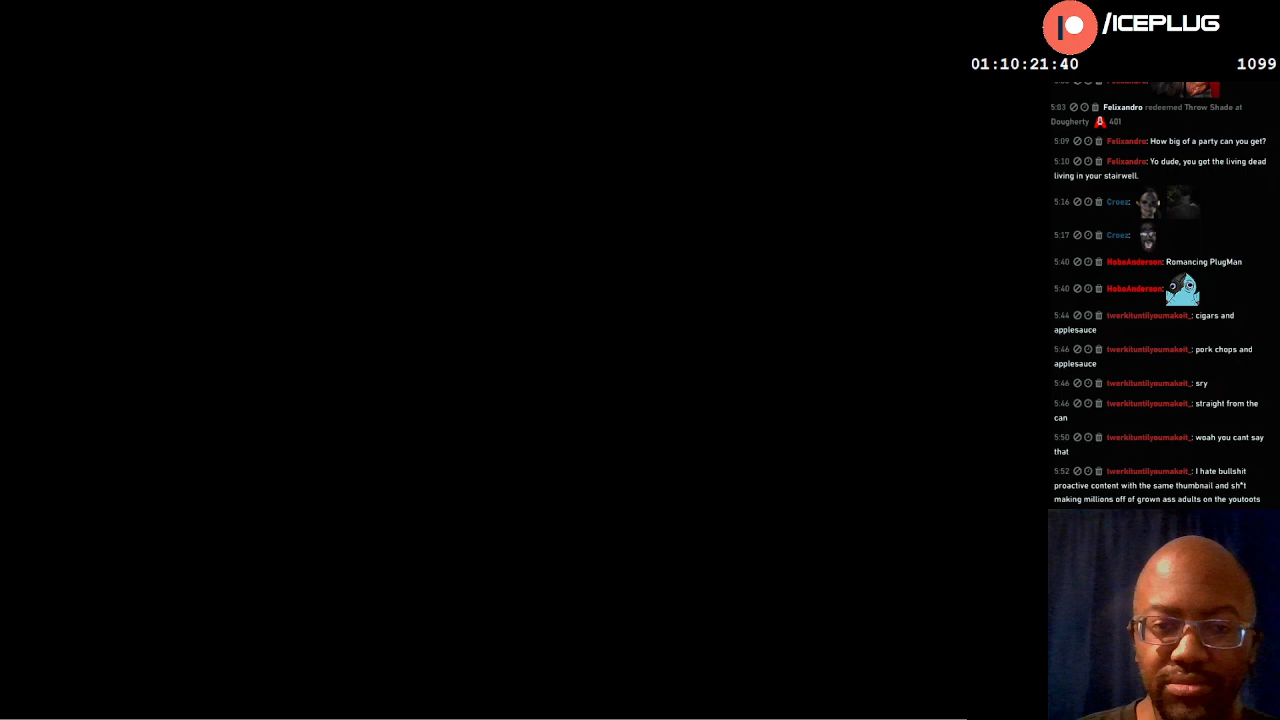 /ICEPLUG
01:10:21:40 1099
5:03 Felixandro redeemed Throw Shade at
Dougherty 401
5:09 Felixandro: How big of a party can you get?
5:10 Felixandro: Yo dude, you got the living dead
living in your stairwell.
5:16 Croez:
5:17 Croez:
5:40 HoboAnderson: Romancing PlugMan
5:40 HoboAnderson:
5:44 twerkituntilyoumakeit_: cigars and
applesauce
5:46 twerkituntilyoumakeit_: pork chops and
applesauce
5:46 twerkituntilyoumakeit_: sry
5:46 twerkituntilyoumakeit_: straight from the
can
5:50 twerkituntilyoumakeit_: woah you cant say
that
5:52 twerkituntilyoumakeit_: I hate bullshit
proactive content with the same thumbnail and sh*t
making millions off of grown ass adults on the youtoots